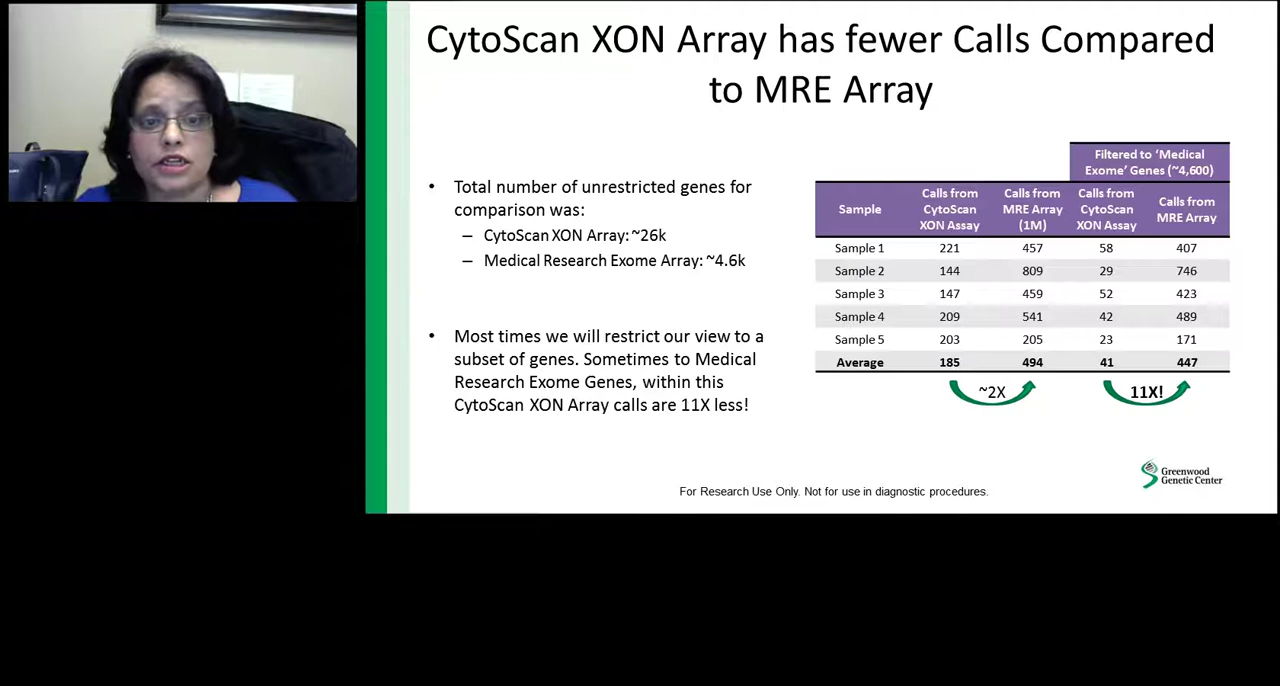 CytoScan XON Array has fewer Calls Compared
to MRE Array
• Total number of unrestricted genes for
comparison was:
– CytoScan XON Array: ~26k
– Medical Research Exome Array: ~4.6k
• Most times we will restrict our view to a
subset of genes. Sometimes to Medical
Research Exome Genes, within this
CytoScan XON Array calls are 11X less!
Filtered to ‘Medical
Exome’ Genes (~4,600)
Sample
Calls from
CytoScan
XON Assay
Calls from
MRE Array
(1M)
Calls from
CytoScan
XON Assay
Calls from
MRE Array
Sample 1 221 457 58 407
Sample 2 144 809 29 746
Sample 3 147 459 52 423
Sample 4 209 541 42 489
Sample 5 203 205 23 171
Average 185 494 41 447
~2X 11X!
Greenwood
Genetic Center
For Research Use Only. Not for use in diagnostic procedures.